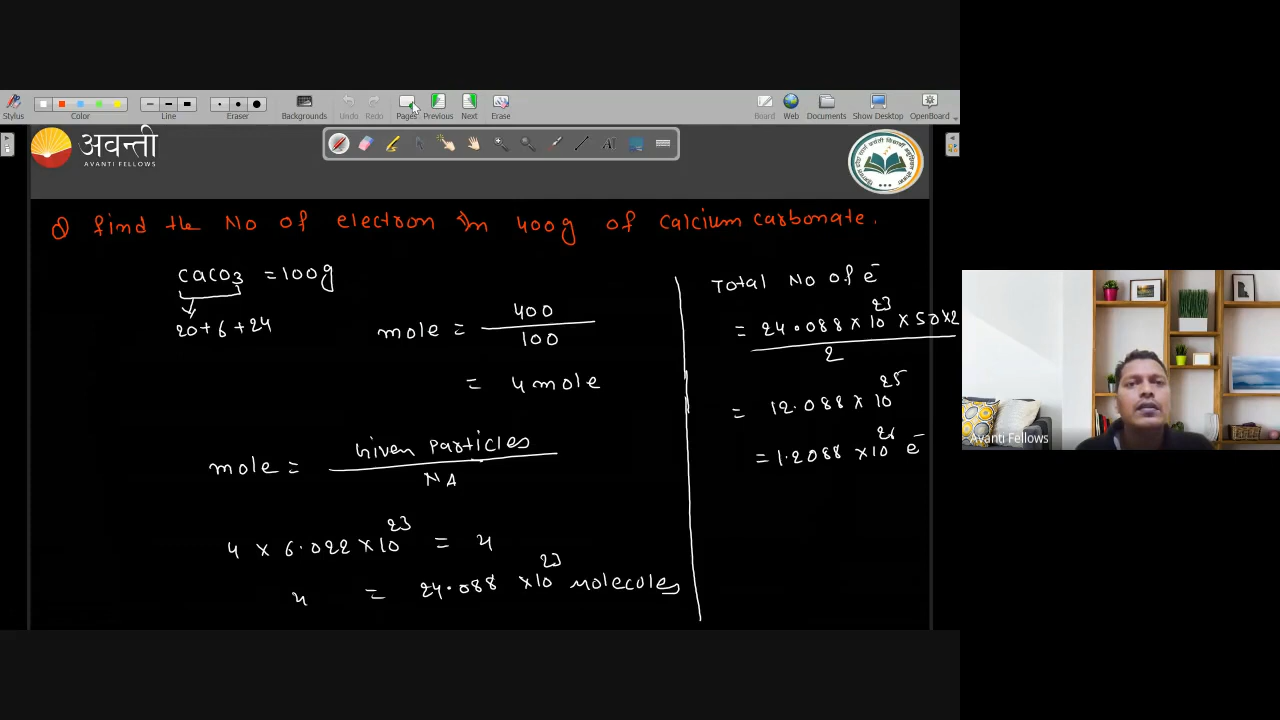 Stylus Color Line Eraser Backgrounds Undo Redo Pages Previous Next Erase Board Web Documents Show Desktop OpenBoard
अवन्ती
AVANTI FELLOWS
Q) find the No of electron in 400g of calcium carbonate.
CaCO3 = 100g
20+6+24
mole = 400
100
= 4 mole
mole = Given particles
NA
4 × 6.022 × 10^23 = x
x = 24.088 × 10^23 molecoles
Total No of e⁻
= 24.088 × 10^23 × 50 × 2
2
= 12.088 × 10^25
= 1.2088 × 10^26 e⁻
Avanti Fellows